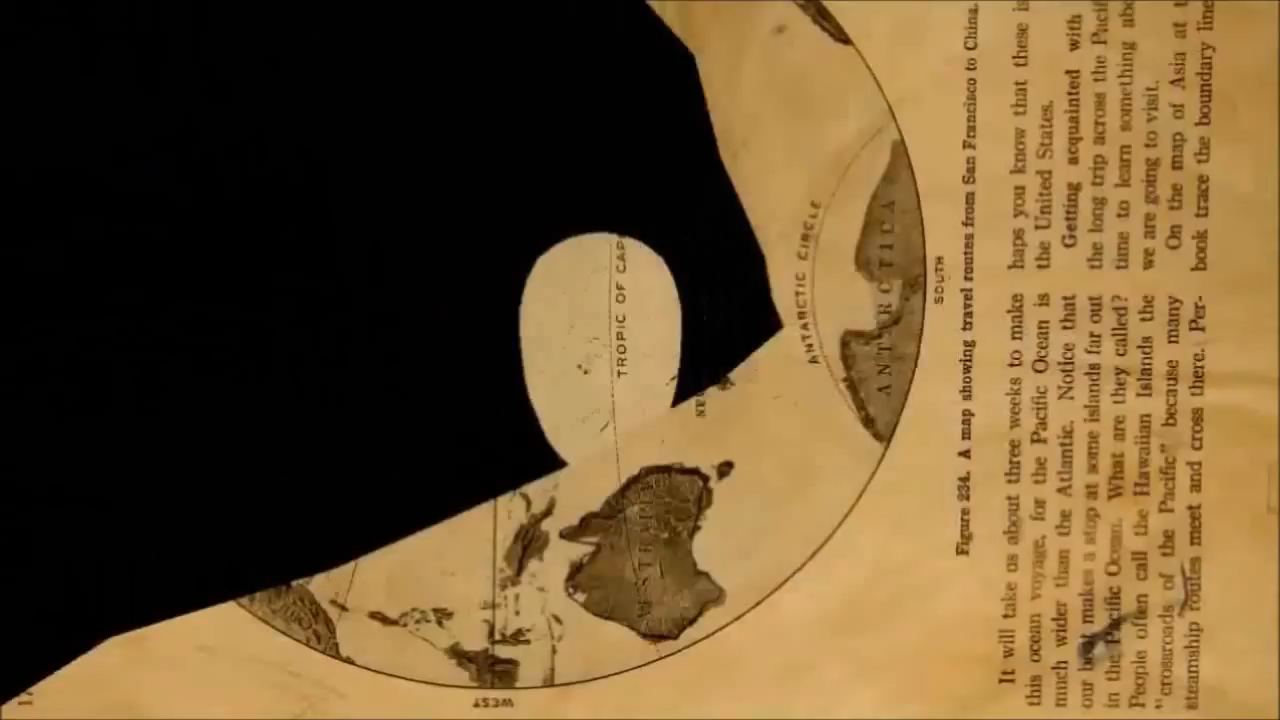 TROPIC OF CAP
ANTARCTIC CIRCLE
ANTARCTICA
SOUTH
AUSTRALIA
WEST
Figure 234. A map showing travel routes from San Francisco to China.
It will take us about three weeks to make
this ocean voyage, for the Pacific Ocean is
much wider than the Atlantic. Notice that
our boat makes a stop at some islands far out
in the Pacific Ocean. What are they called?
People often call the Hawaiian Islands the
"crossroads of the Pacific" because many
steamship routes meet and cross there. Per-
haps you know that these is
the United States.
Getting acquainted with
the long trip across the Pacif
time to learn something abo
we are going to visit.
On the map of Asia at t
book trace the boundary line